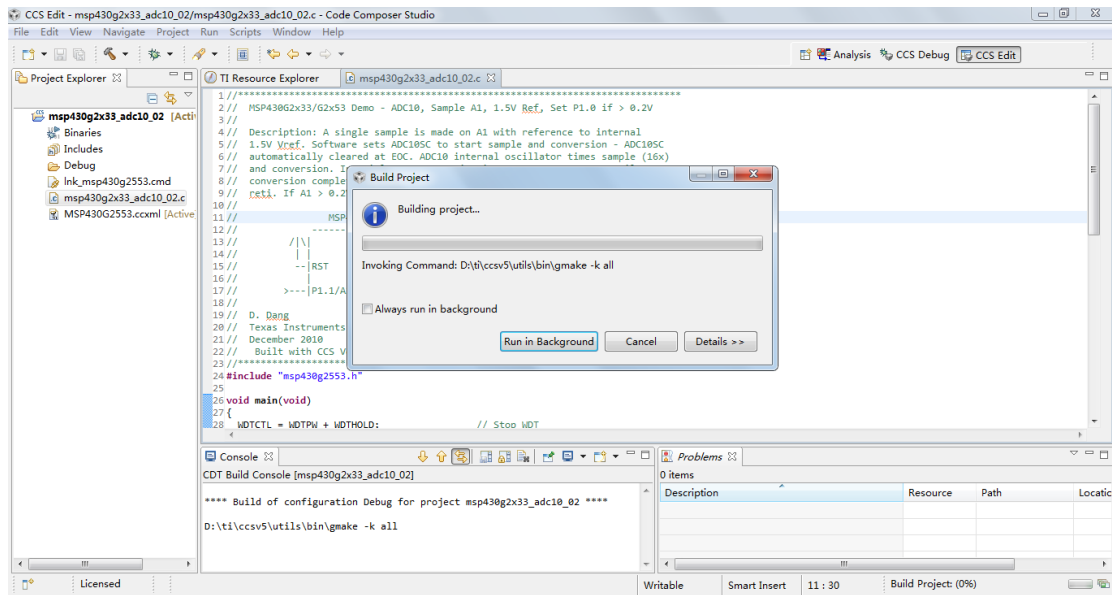 CCS Edit - msp430g2x33_adc10_02/msp430g2x33_adc10_02.c - Code Composer Studio
File Edit View Navigate Project Run Scripts Window Help
Analysis CCS Debug CCS Edit
Project Explorer
msp430g2x33_adc10_02 [Acti
Binaries
Includes
Debug
lnk_msp430g2553.cmd
msp430g2x33_adc10_02.c
MSP430G2553.ccxml [Active
TI Resource Explorer msp430g2x33_adc10_02.c
1 //******************************************************************************
2 // MSP430G2x33/G2x53 Demo - ADC10, Sample A1, 1.5V Ref, Set P1.0 if > 0.2V
3 //
4 // Description: A single sample is made on A1 with reference to internal
5 // 1.5V Vref. Software sets ADC10SC to start sample and conversion - ADC10SC
6 // automatically cleared at EOC. ADC10 internal oscillator times sample (16x)
7 // and conversion. I
8 // conversion comple
9 // reti. If A1 > 0.2
10 //
11 // MSP
12 // ------
13 // /|\|
14 // | |
15 // --|RST
16 // |
17 // >---|P1.1/A
18 //
19 // D. Dang
20 // Texas Instruments
21 // December 2010
22 // Built with CCS V
23 //*******************
24 #include "msp430g2553.h"
25
26 void main(void)
27 {
28 WDTCTL = WDTPW + WDTHOLD; // Stop WDT
Build Project
Building project...
Invoking Command: D:\ti\ccsv5\utils\bin\gmake -k all
Always run in background
Run in Background Cancel Details >>
Console
CDT Build Console [msp430g2x33_adc10_02]
**** Build of configuration Debug for project msp430g2x33_adc10_02 ****
D:\ti\ccsv5\utils\bin\gmake -k all
Problems
0 items
Description Resource Path Locatic
Licensed Writable Smart Insert 11 : 30 Build Project: (0%)